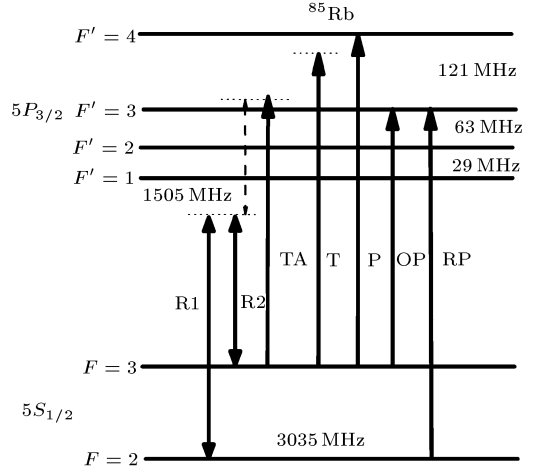 ⁸⁵Rb
F′ = 4
121 MHz
5P₃/₂ F′ = 3
63 MHz
F′ = 2
29 MHz
F′ = 1
1505 MHz
TA T P OP RP
R1 R2
F = 3
5S₁/₂
3035 MHz
F = 2